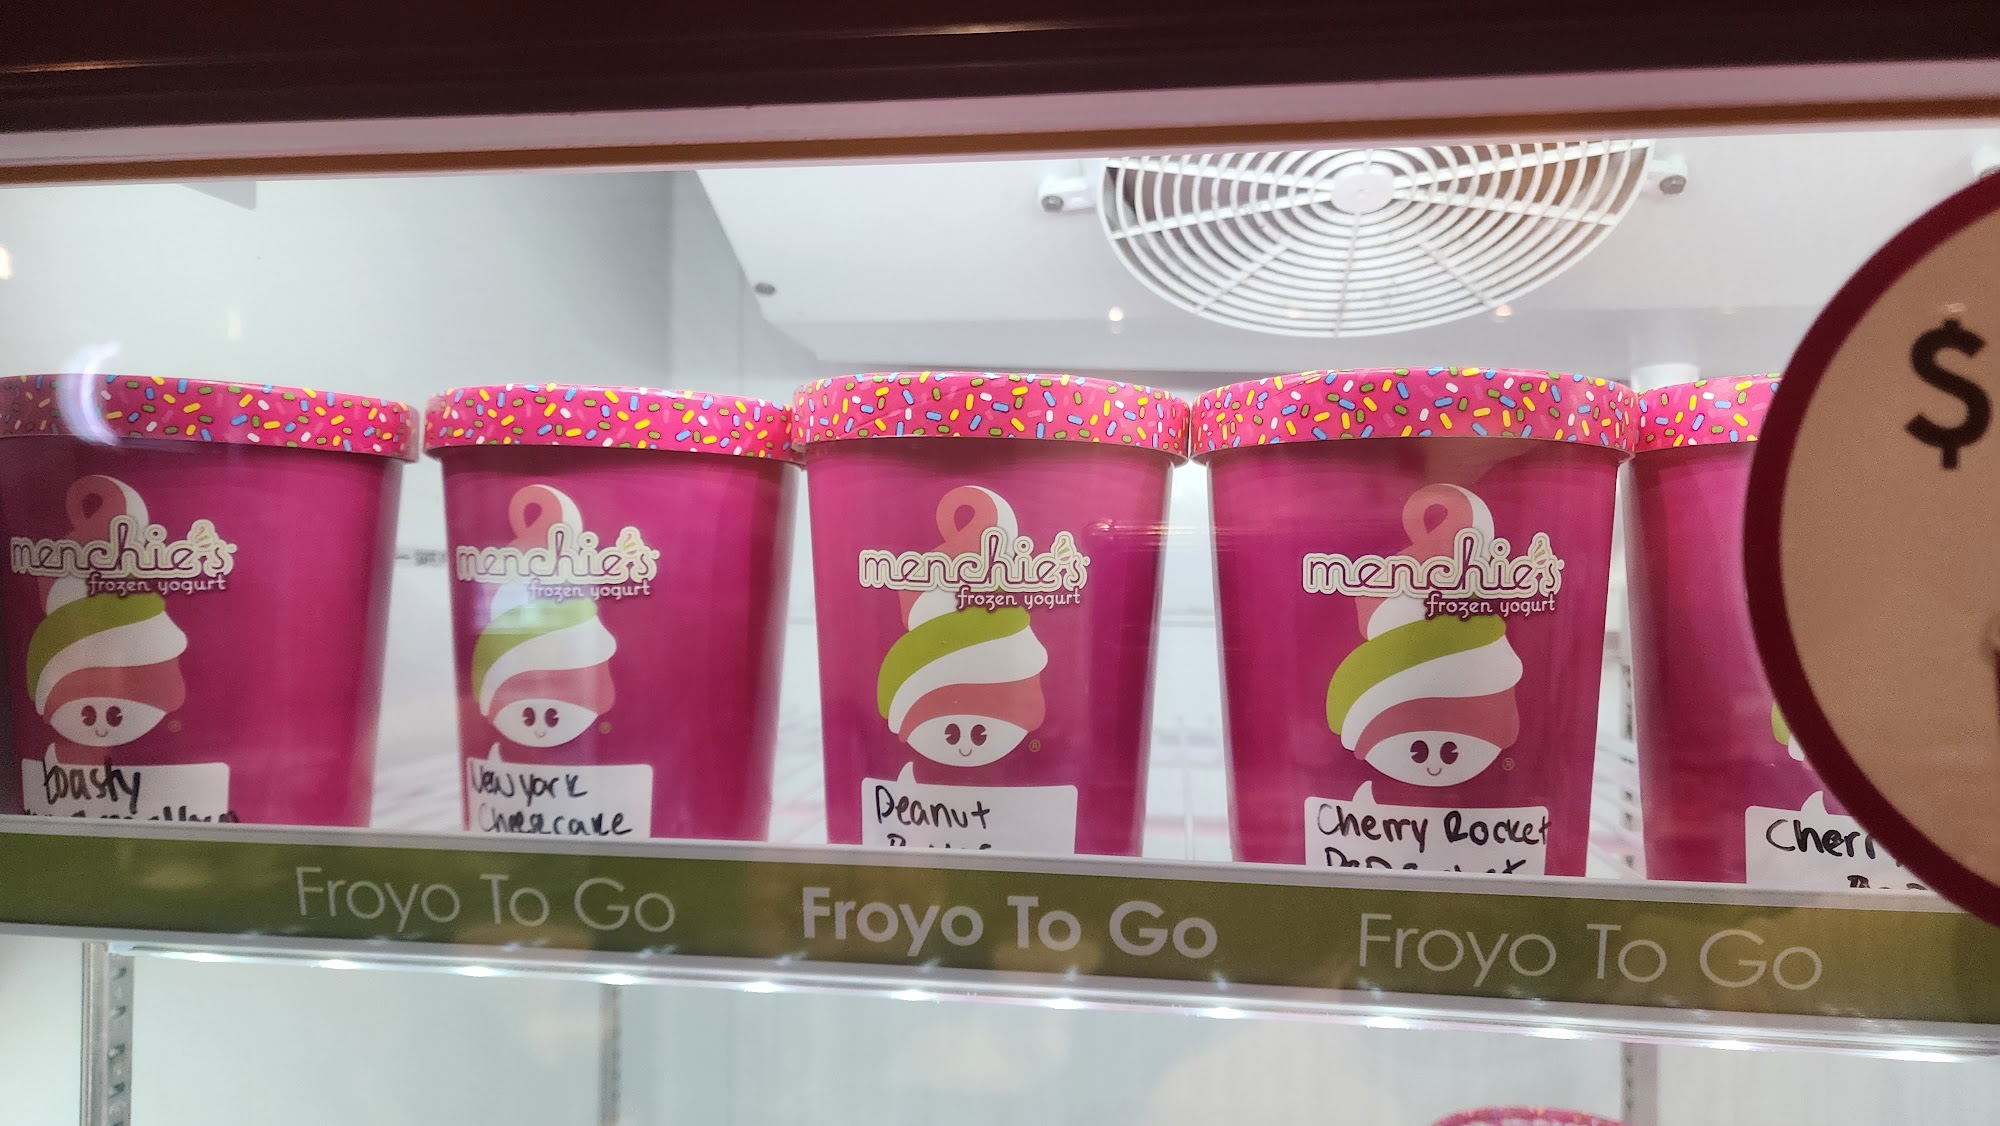 $
menchie's
frozen yogurt
menchie's
frozen yogurt
menchie's
frozen yogurt
menchie's
frozen yogurt
toasty
New York
Cheesecake
Peanut
Cherry Rocket
Froyo To Go
Froyo To Go
Froyo To Go